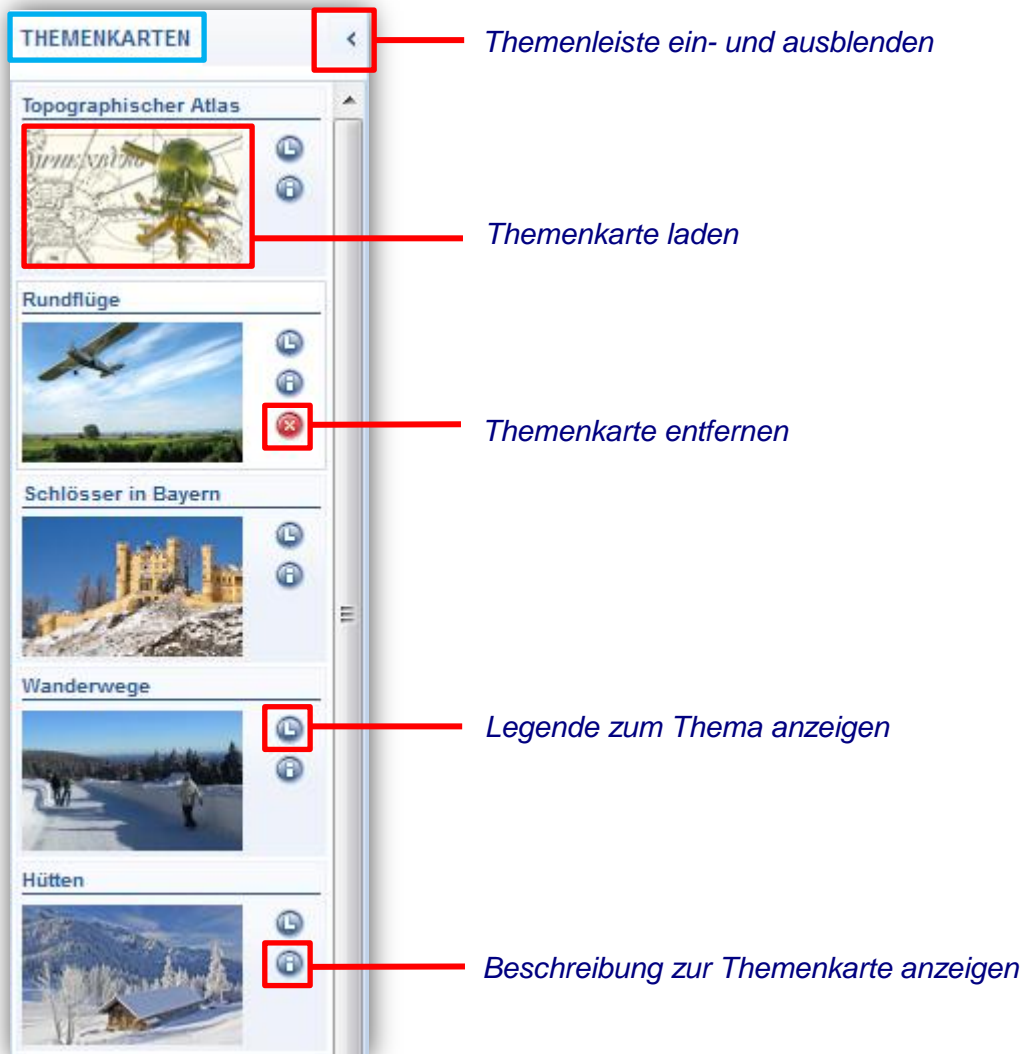 THEMENKARTEN
Themenleiste ein- und ausblenden
Topographischer Atlas
Themenkarte laden
Rundflüge
Themenkarte entfernen
Schlösser in Bayern
Wanderwege
L
Legende zum Thema anzeigen
Hütten
Beschreibung zur Themenkarte anzeigen